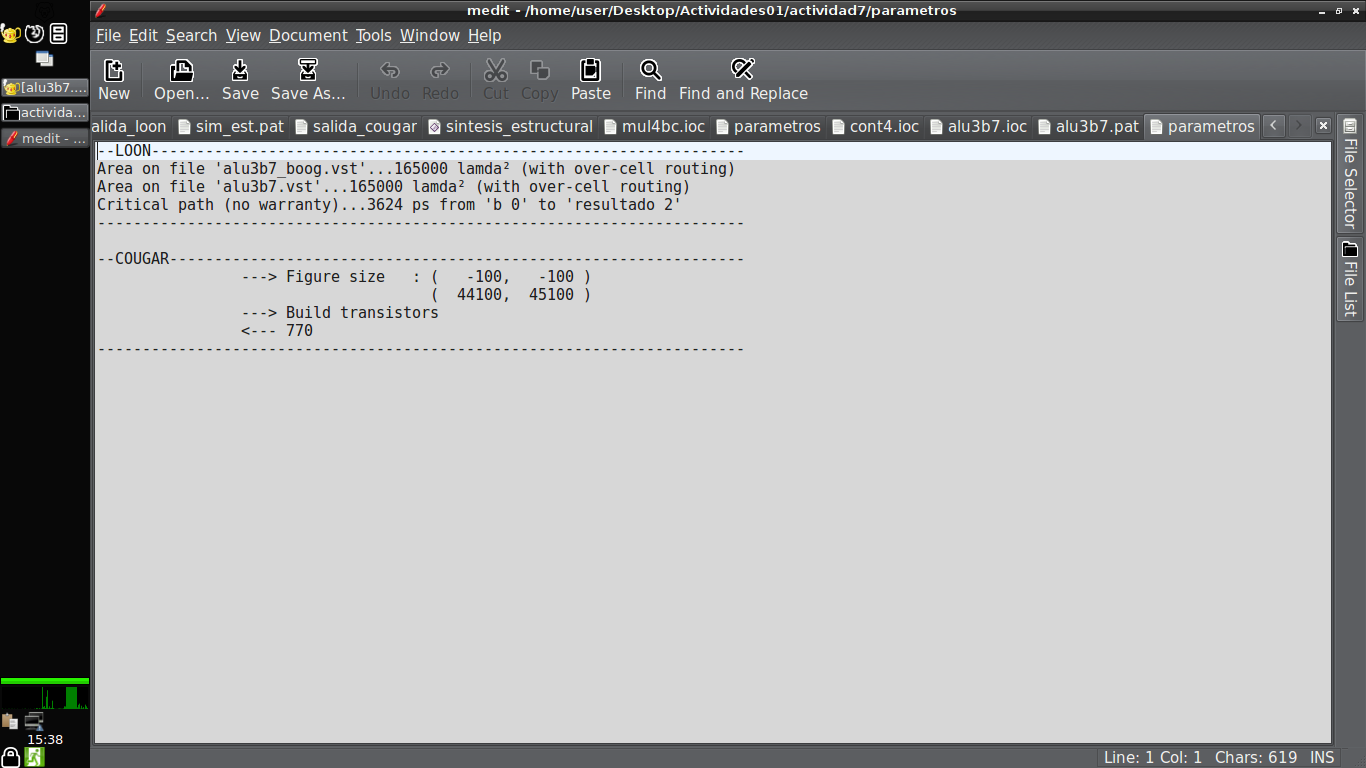 medit - /home/user/Desktop/Actividades01/actividad7/parametros
File Edit Search View Document Tools Window Help
New Open... Save Save As... Undo Redo Cut Copy Paste Find Find and Replace
alida_loon sim_est.pat salida_cougar sintesis_estructural mul4bc.ioc parametros cont4.ioc alu3b7.ioc alu3b7.pat parametros
[alu3b7....
activida...
medit - ...
--LOON------------------------------------------------------------------
Area on file 'alu3b7_boog.vst'...165000 lamda² (with over-cell routing)
Area on file 'alu3b7.vst'...165000 lamda² (with over-cell routing)
Critical path (no warranty)...3624 ps from 'b 0' to 'resultado 2'
------------------------------------------------------------------------
--COUGAR----------------------------------------------------------------
---> Figure size   : (   -100,   -100 )
(  44100,  45100 )
---> Build transistors
<--- 770
------------------------------------------------------------------------
File Selector
File List
15:38
Line: 1 Col: 1 Chars: 619 INS